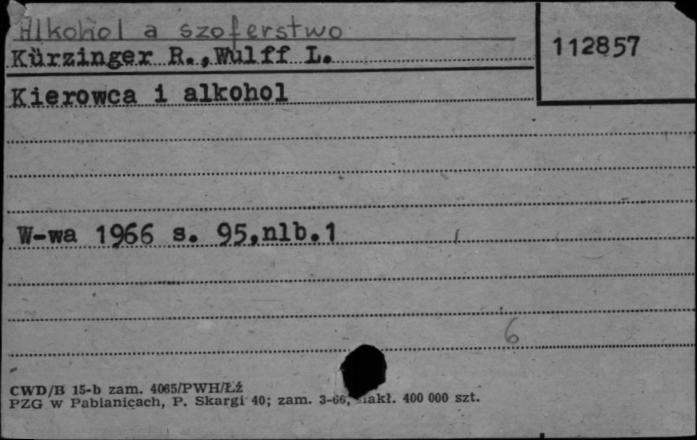 Alkohol a szoferstwo
Kürzinger R., Wulff L.
112857
Kierowca i alkohol
W-wa 1966 s. 95,nlb.1
6
CWD/B 15-b zam. 4065/PWH/Łź
PZG w Pabianicach, P. Skargi 40; zam. 3-66, nakł. 400 000 szt.